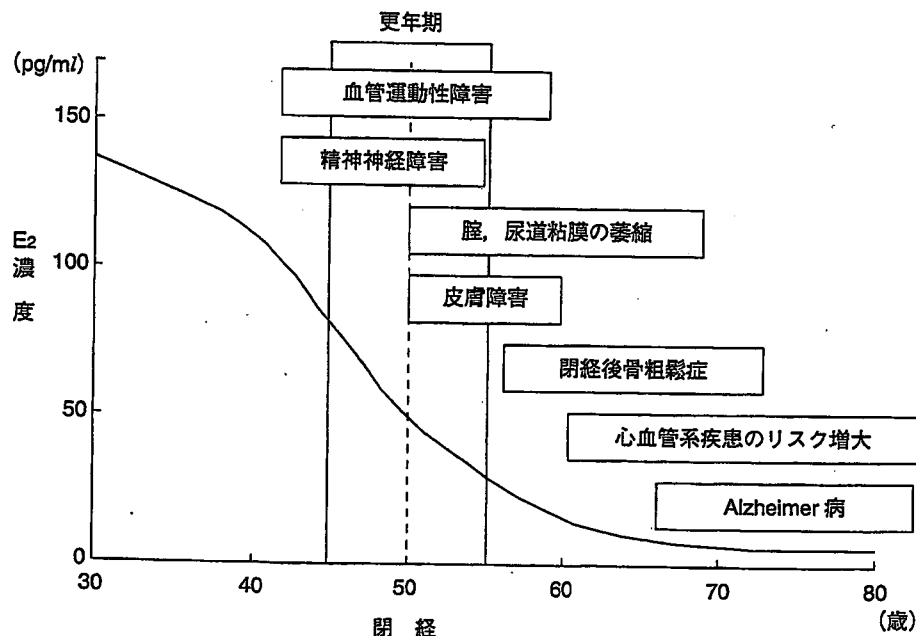 更年期
(pg/ml)
血管運動性障害
150
精神神経障害
腟，尿道粘膜の萎縮
100
E2
濃
度
皮膚障害
閉経後骨粗鬆症
50
心血管系疾患のリスク増大
Alzheimer 病
0
30 40 50 60 70 80
閉 経
(歳)